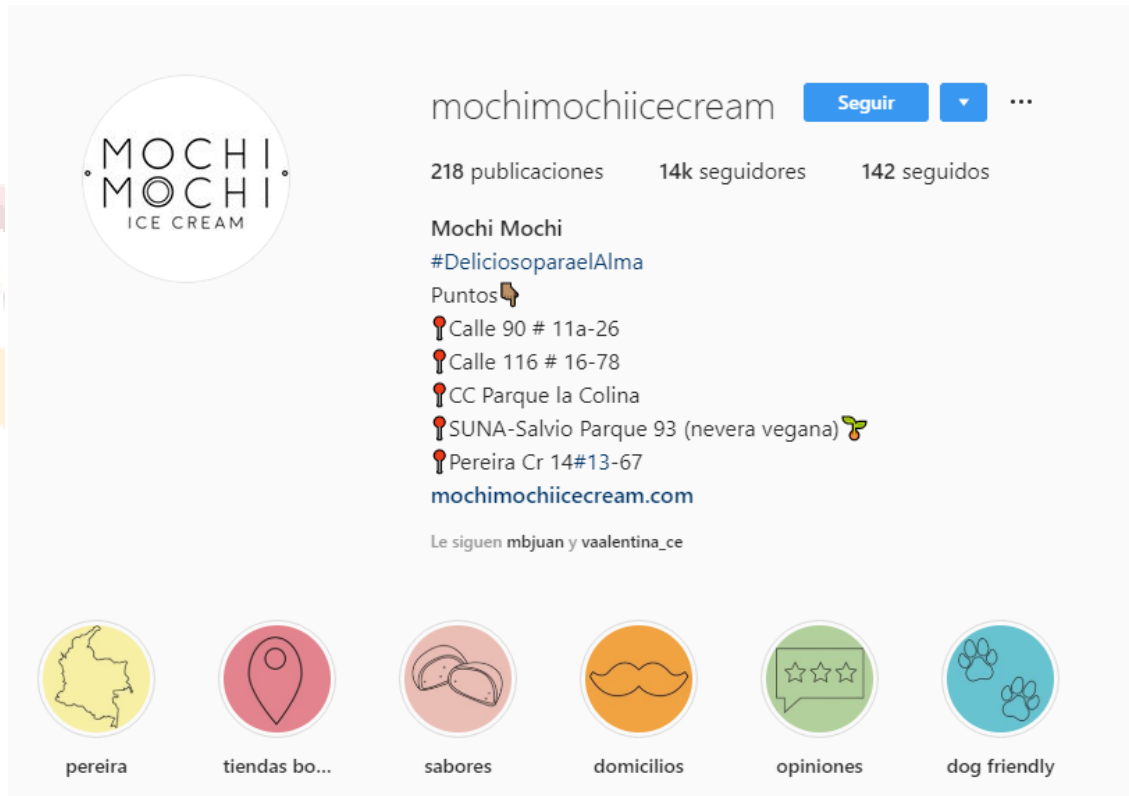 MOCHI
MOCHI
ICE CREAM
mochimochiicecream Seguir ▼ ...
218 publicaciones 14k seguidores 142 seguidos
Mochi Mochi
#DeliciosoparaelAlma
Puntos👇🏾
📍Calle 90 # 11a-26
📍Calle 116 # 16-78
📍CC Parque la Colina
📍SUNA-Salvio Parque 93 (nevera vegana)🌱
📍Pereira Cr 14#13-67
mochimochiicecream.com
Le siguen mbjuan y vaalentina_ce
pereira tiendas bo... sabores domicilios opiniones dog friendly